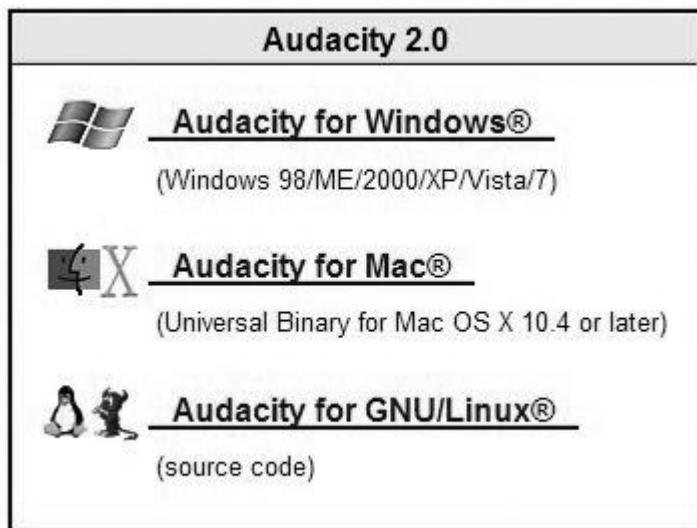 Audacity 2.0
Audacity for Windows®
(Windows 98/ME/2000/XP/Vista/7)
X
Audacity for Mac®
(Universal Binary for Mac OS X 10.4 or later)
Audacity for GNU/Linux®
(source code)